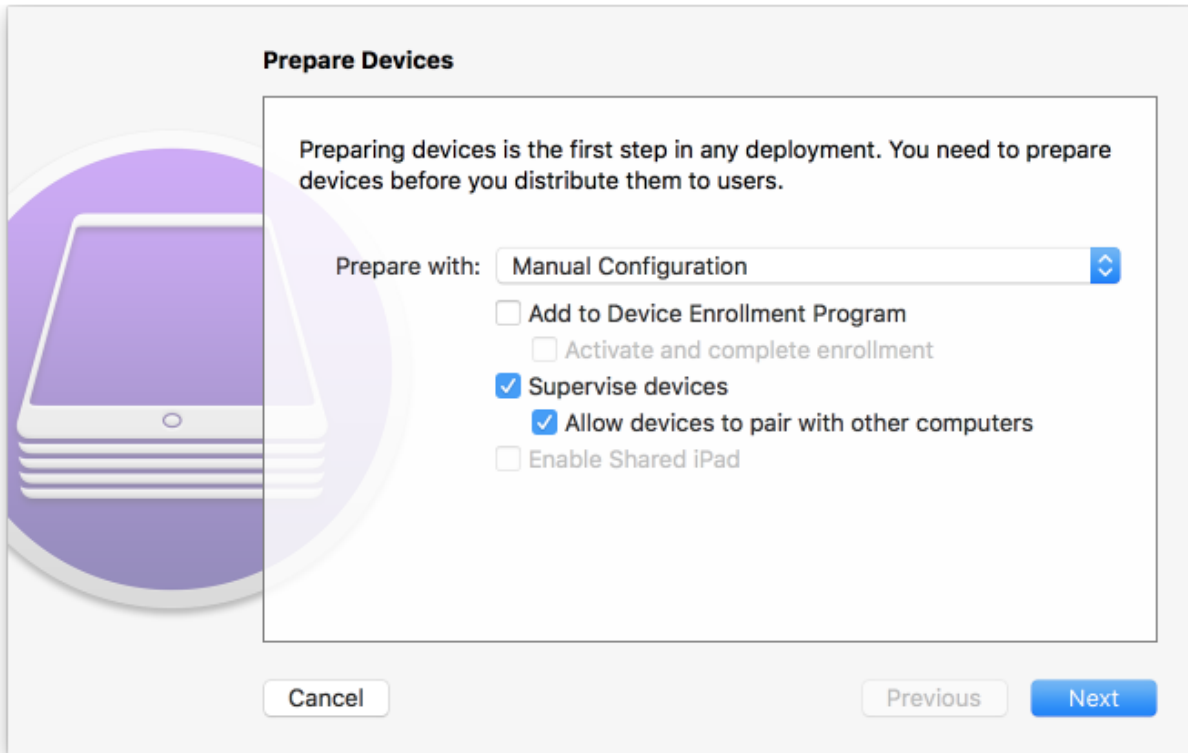 Prepare Devices
Preparing devices is the first step in any deployment. You need to prepare
devices before you distribute them to users.
Prepare with: Manual Configuration
Add to Device Enrollment Program
Activate and complete enrollment
Supervise devices
Allow devices to pair with other computers
Enable Shared iPad
Cancel Previous Next